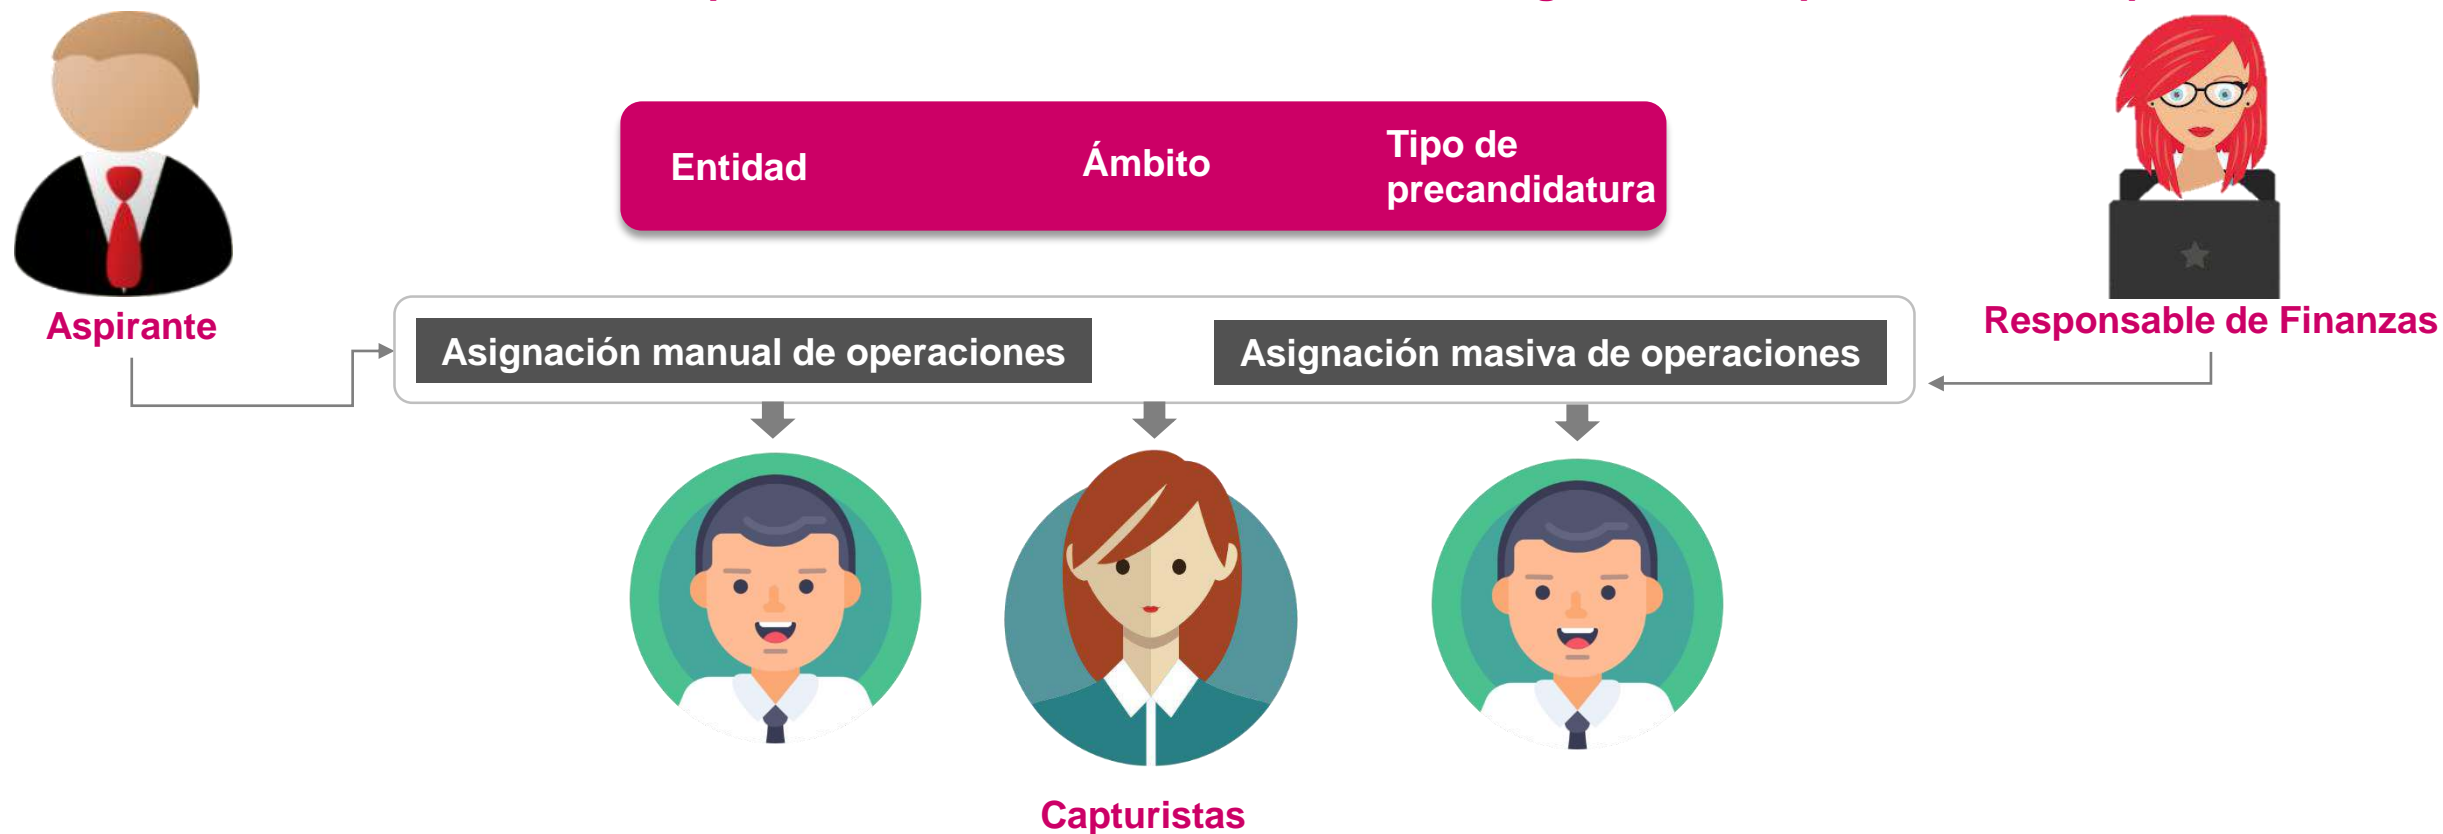 Entidad
Ámbito
Tipo de
precandidatura
Aspirante
Responsable de Finanzas
Asignación manual de operaciones
Asignación masiva de operaciones
Capturistas